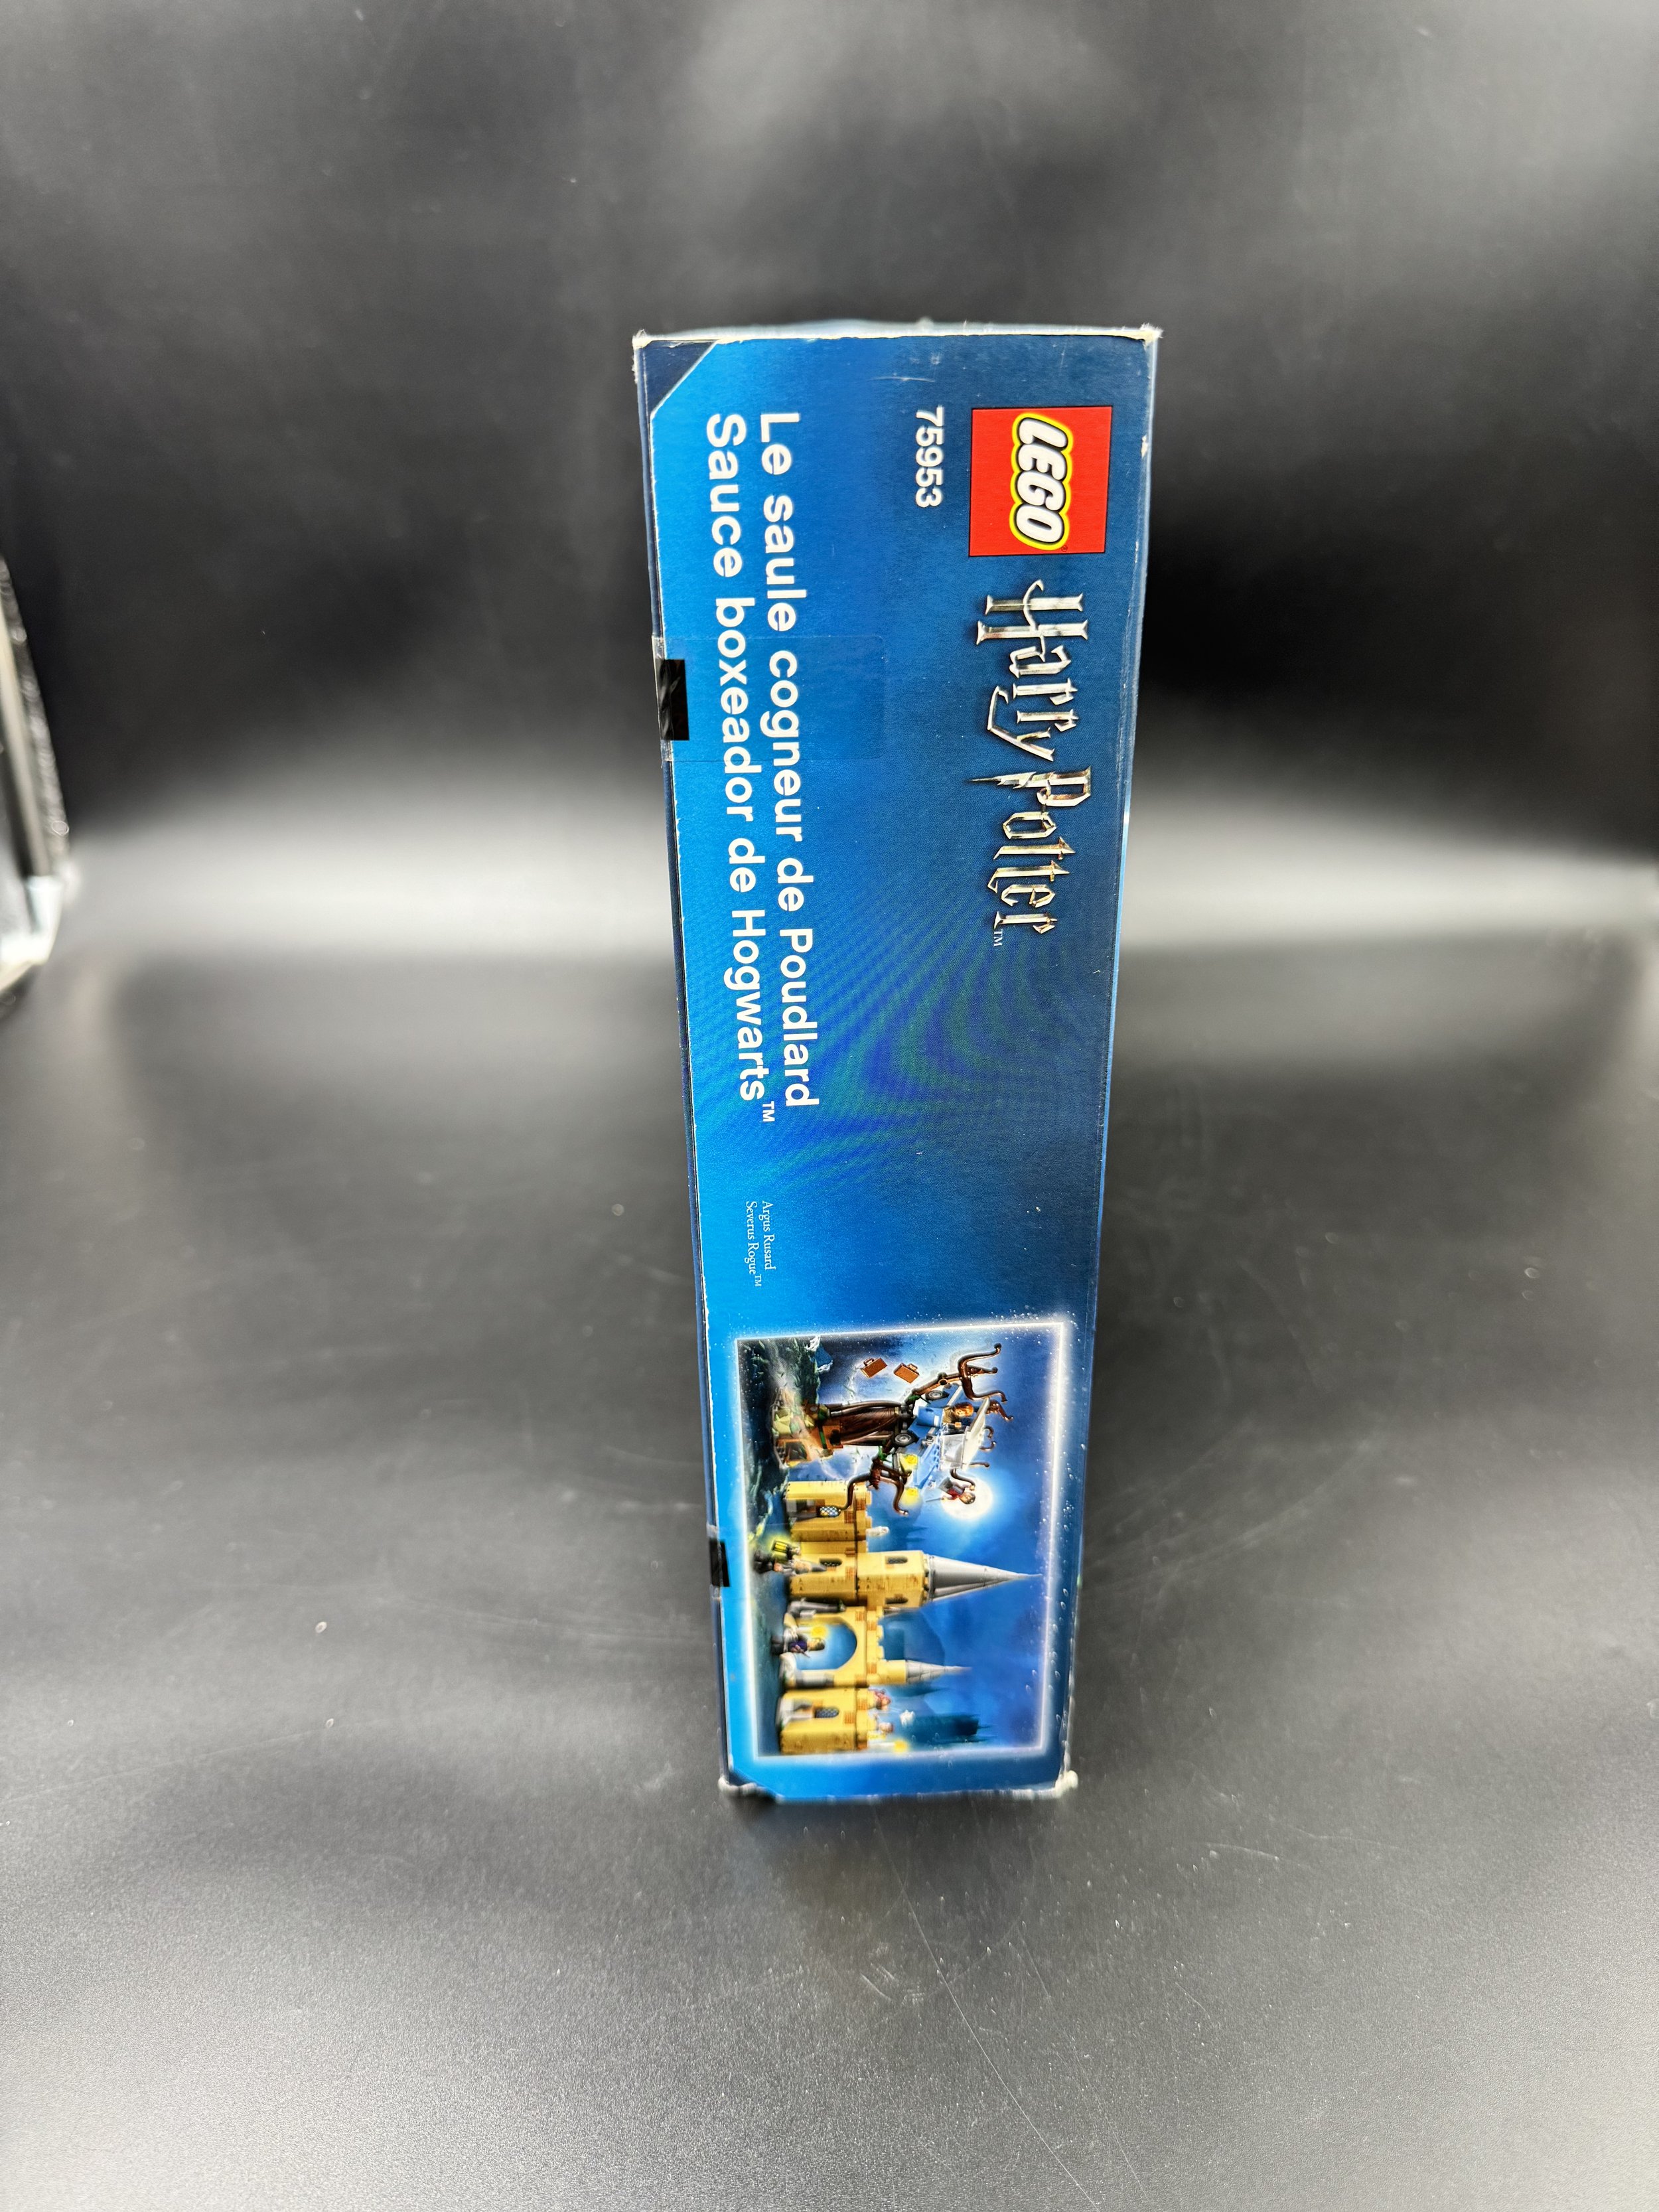 LEGO
Harry Potter™
75953
Le saule cogneur de Poudlard
Sauce boxeador de Hogwarts™
Argus Rusard
Severus Rogue™